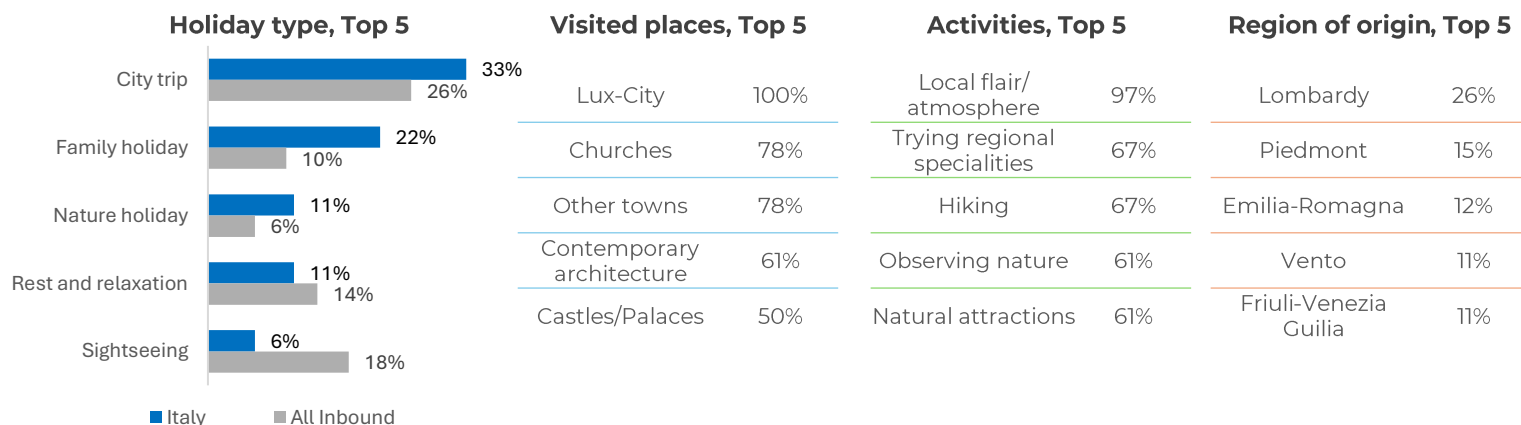 Holiday type, Top 5
City trip
33%
26%
Family holiday
22%
10%
Nature holiday
11%
6%
Rest and relaxation
11%
14%
Sightseeing
6%
18%
Italy
All Inbound
Visited places, Top 5
Lux-City 100%
Churches 78%
Other towns 78%
Contemporary
architecture 61%
Castles/Palaces 50%
Activities, Top 5
Local flair/
atmosphere 97%
Trying regional
specialities 67%
Hiking 67%
Observing nature 61%
Natural attractions 61%
Region of origin, Top 5
Lombardy 26%
Piedmont 15%
Emilia-Romagna 12%
Vento 11%
Friuli-Venezia
Guilia 11%